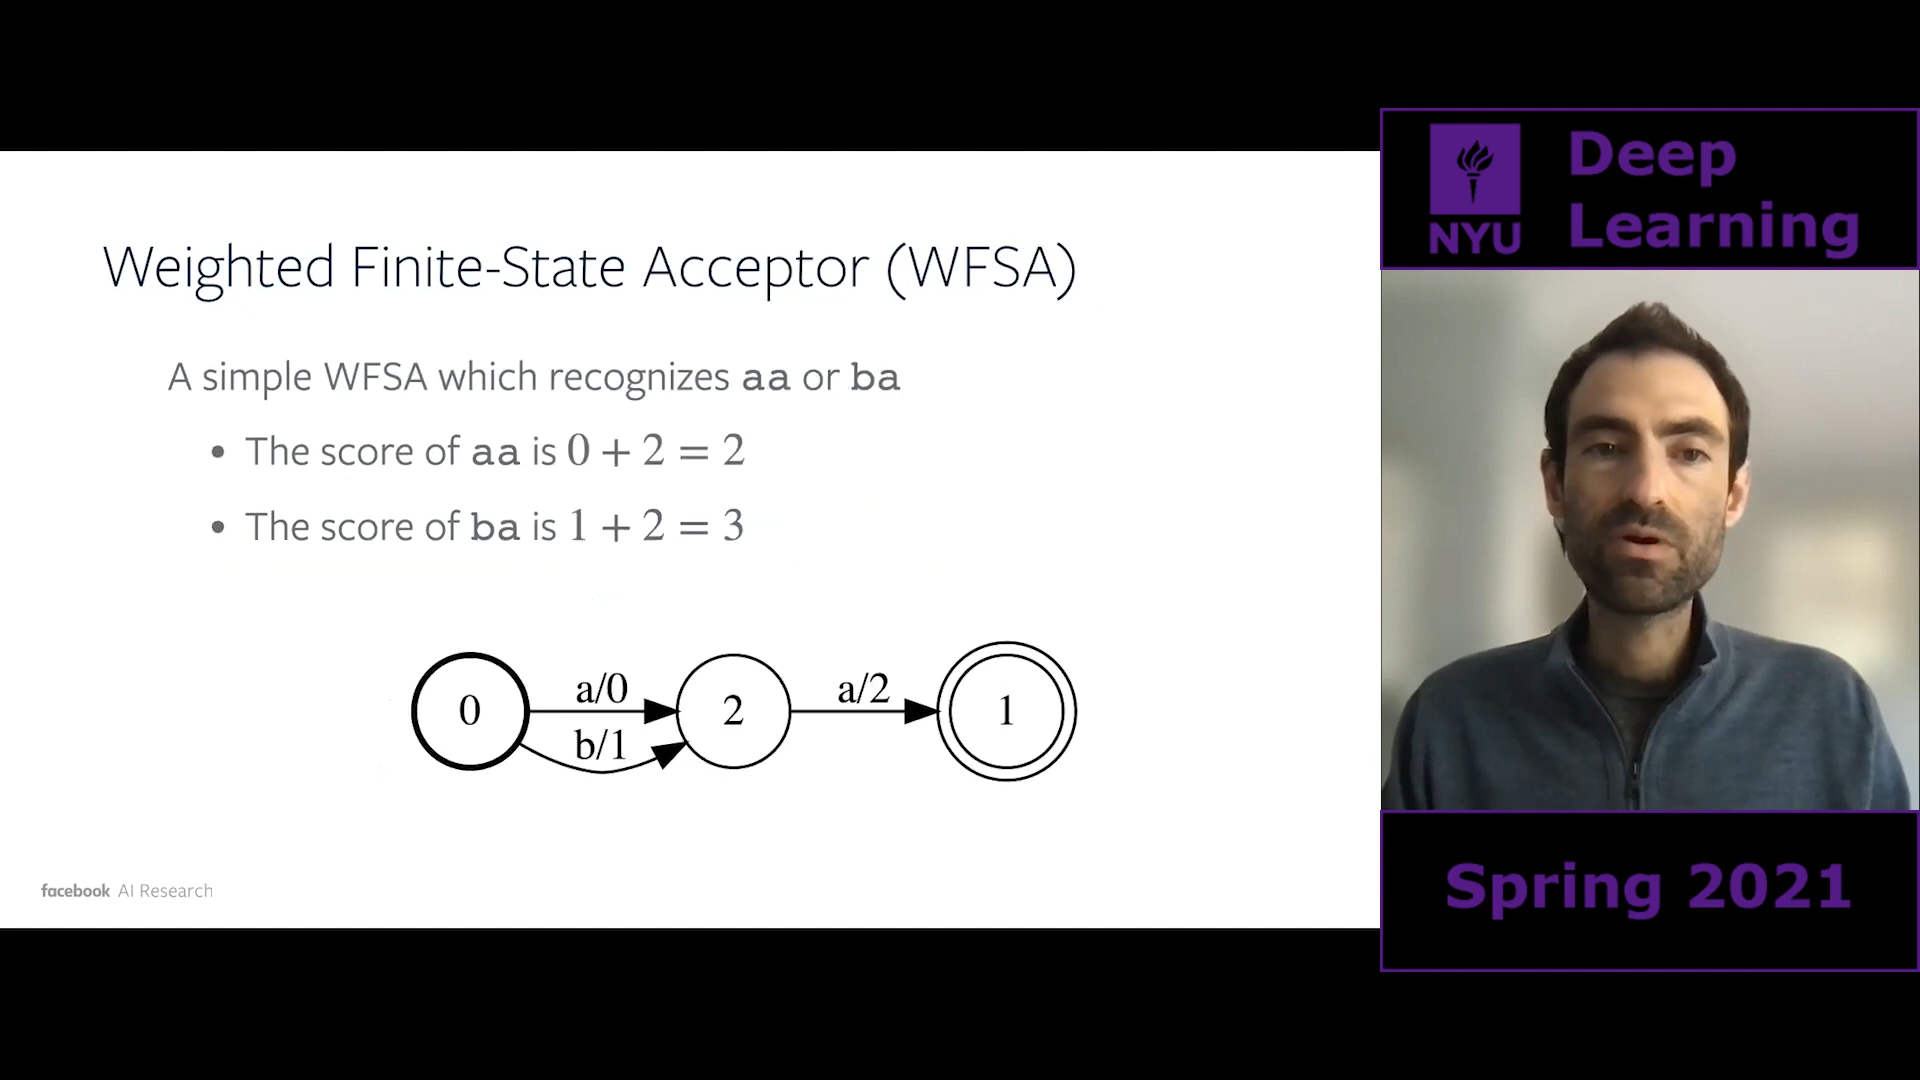 Weighted Finite-State Acceptor (WFSA)
A simple WFSA which recognizes aa or ba
• The score of aa is 0 + 2 = 2
• The score of ba is 1 + 2 = 3
0
a/0
b/1
2
a/2
1
facebook AI Research
NYU
Deep
Learning
Spring 2021